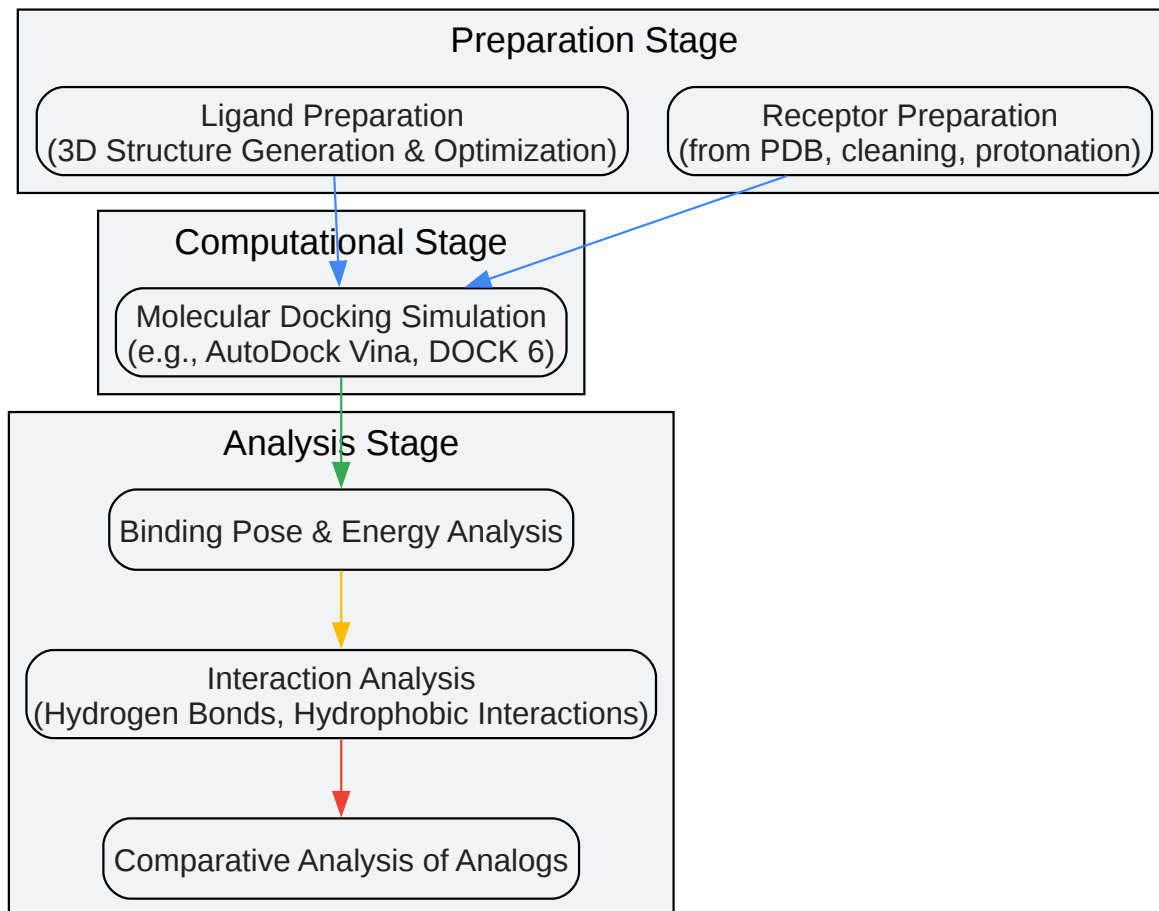 Preparation Stage
Ligand Preparation
(3D Structure Generation & Optimization)
Receptor Preparation
(from PDB, cleaning, protonation)
Computational Stage
Molecular Docking Simulation
(e.g., AutoDock Vina, DOCK 6)
Analysis Stage
Binding Pose & Energy Analysis
Interaction Analysis
(Hydrogen Bonds, Hydrophobic Interactions)
Comparative Analysis of Analogs